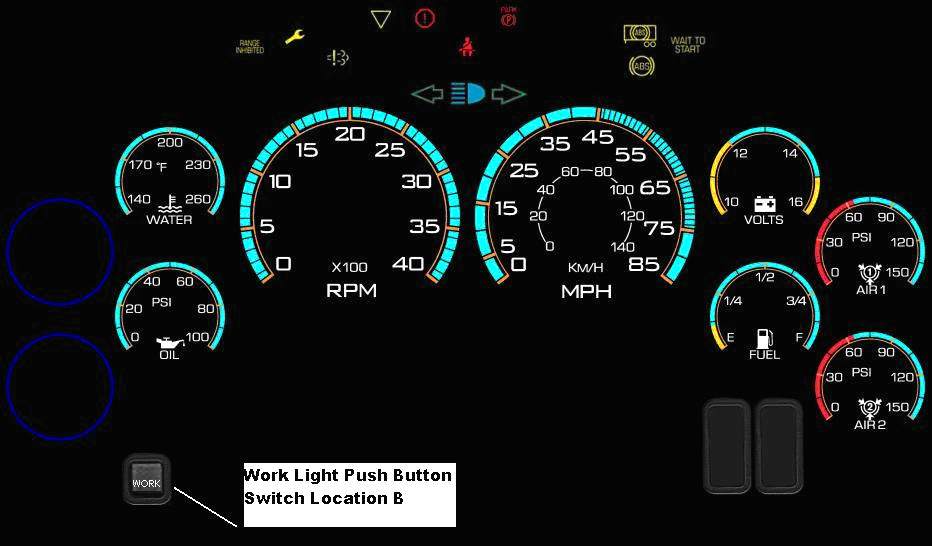 PARK
P
!
RANGE
INHIBITED
!
ABS
WAIT TO
START
ABS
200
170 °F 230
140 260
WATER
20
15 25
10 30
5 35
0 X100 40
RPM
45
35 55
25 60 80 65
40 100
15 20 120 75
5 0 140
0 Km/H 85
MPH
12 14
10 16
VOLTS
60 90
PSI
30 120
0 150
1
AIR 1
40 60
PSI
20 80
0 100
OIL
1/2
1/4 3/4
E F
FUEL
60 90
PSI
30 120
0 150
2
AIR 2
WORK
Work Light Push Button
Switch Location B